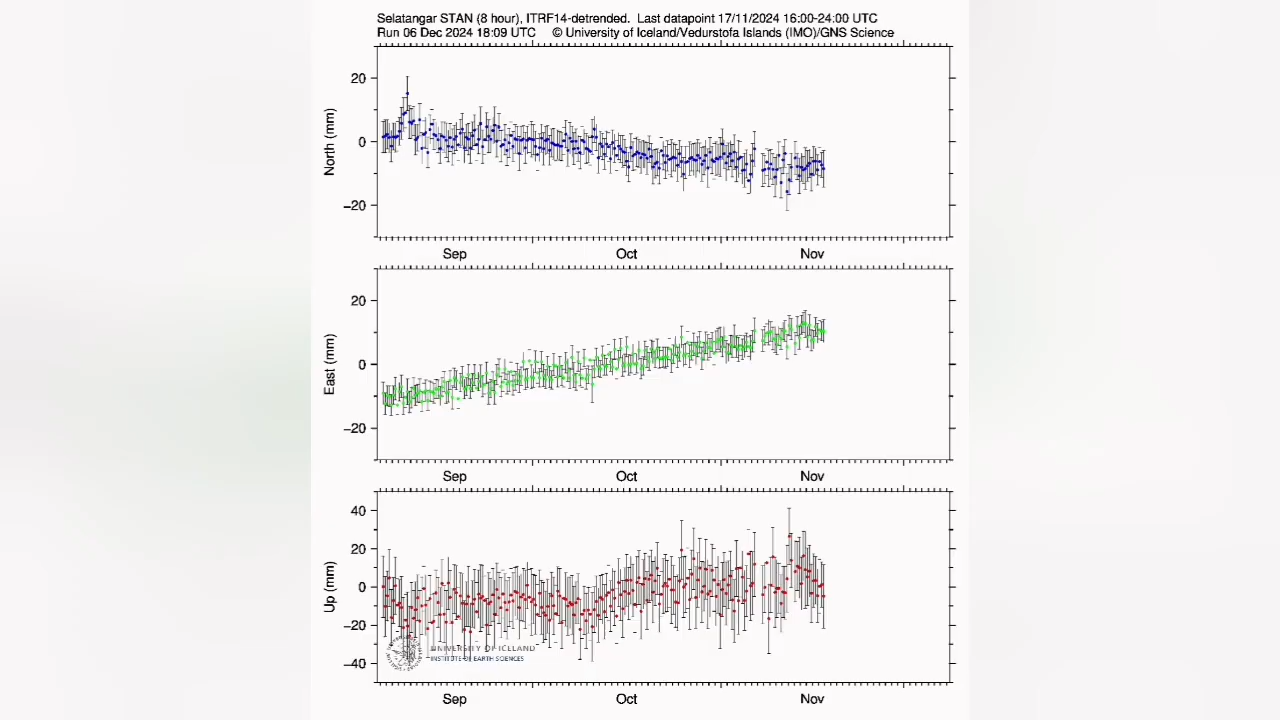 Selatangar STAN (8 hour), ITRF14-detrended. Last datapoint 17/11/2024 16:00-24:00 UTC
Run 06 Dec 2024 18:09 UTC © University of Iceland/Vedurstofa Islands (IMO)/GNS Science
20
0
−20
North (mm)
Sep Oct Nov
20
0
−20
East (mm)
Sep Oct Nov
40
20
0
−20
−40
Up (mm)
UNIVERSITY OF ICELAND
INSTITUTE OF EARTH SCIENCES
Sep Oct Nov